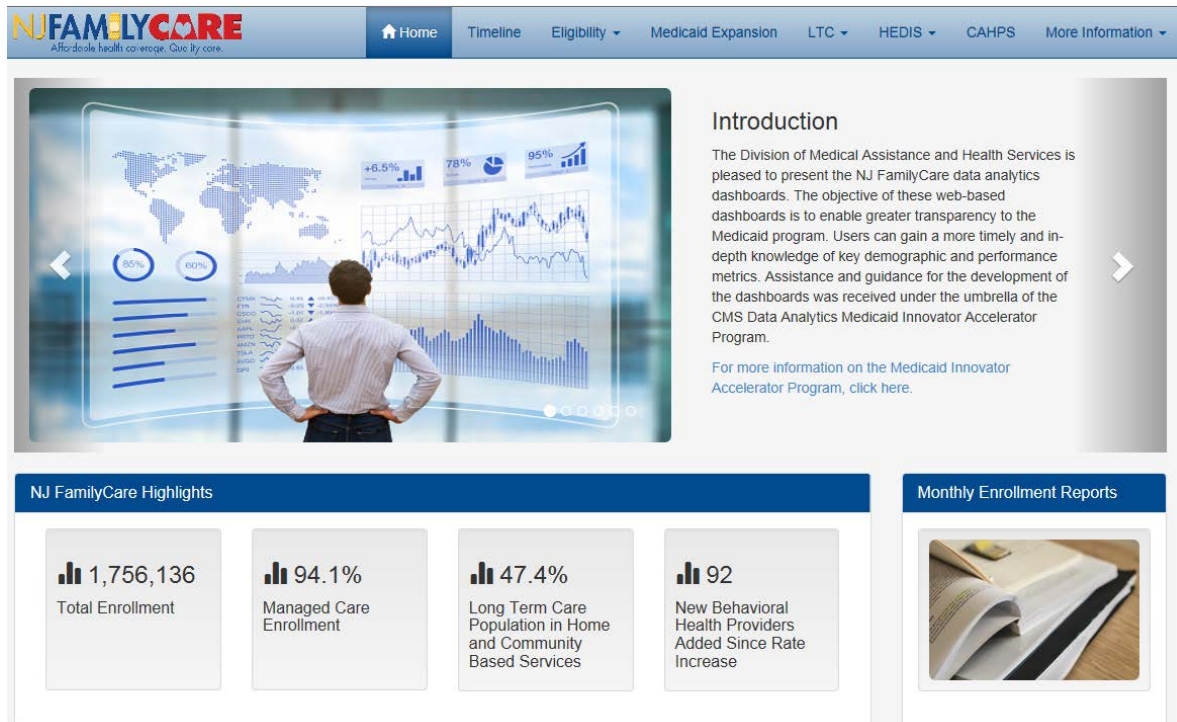 NJFAMILYCARE
Affordable health coverage. Quality care.
Home Timeline Eligibility Medicaid Expansion LTC HEDIS CAHPS More Information
+6.5%
78%
95%
85%
60%
Introduction
The Division of Medical Assistance and Health Services is
pleased to present the NJ FamilyCare data analytics
dashboards. The objective of these web-based
dashboards is to enable greater transparency to the
Medicaid program. Users can gain a more timely and in-
depth knowledge of key demographic and performance
metrics. Assistance and guidance for the development of
the dashboards was received under the umbrella of the
CMS Data Analytics Medicaid Innovator Accelerator
Program.
For more information on the Medicaid Innovator
Accelerator Program, click here.
NJ FamilyCare Highlights
1,756,136
Total Enrollment
94.1%
Managed Care
Enrollment
47.4%
Long Term Care
Population in Home
and Community
Based Services
92
New Behavioral
Health Providers
Added Since Rate
Increase
Monthly Enrollment Reports